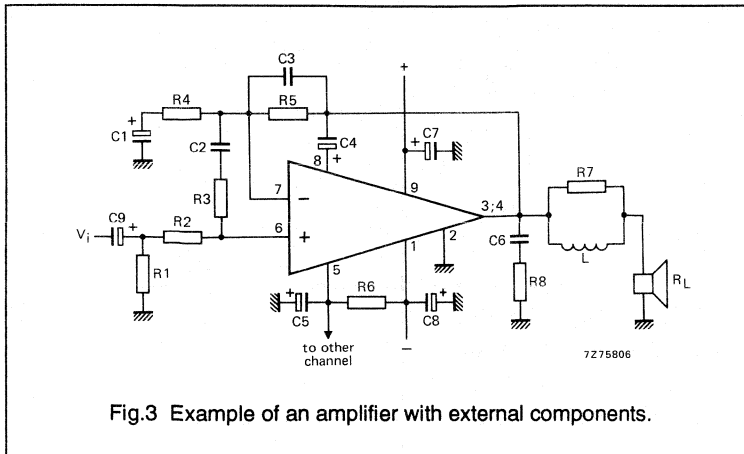 C3
+
R4
R5
C1
+
C2
C4
+
C7
+
8
9
R7
R3
7
−
3;4
Vi
C9
+
R2
6
+
2
C6
L
R1
5
R6
1
R8
RL
+
C5
C8
+
to other
channel
−
7Z75806
Fig.3 Example of an amplifier with external components.